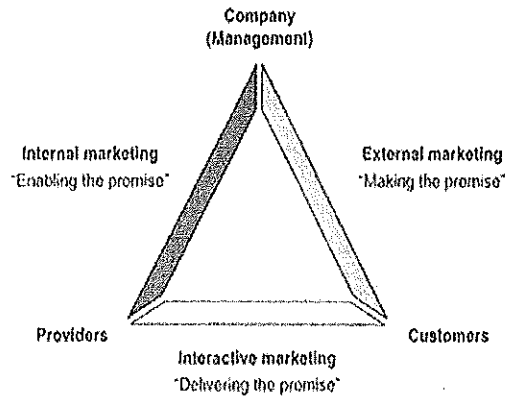 Company
(Management)
Internal marketing
"Enabling the promise"
External marketing
"Making the promise"
Providers
Customers
Interactive marketing
"Delivering the promise"